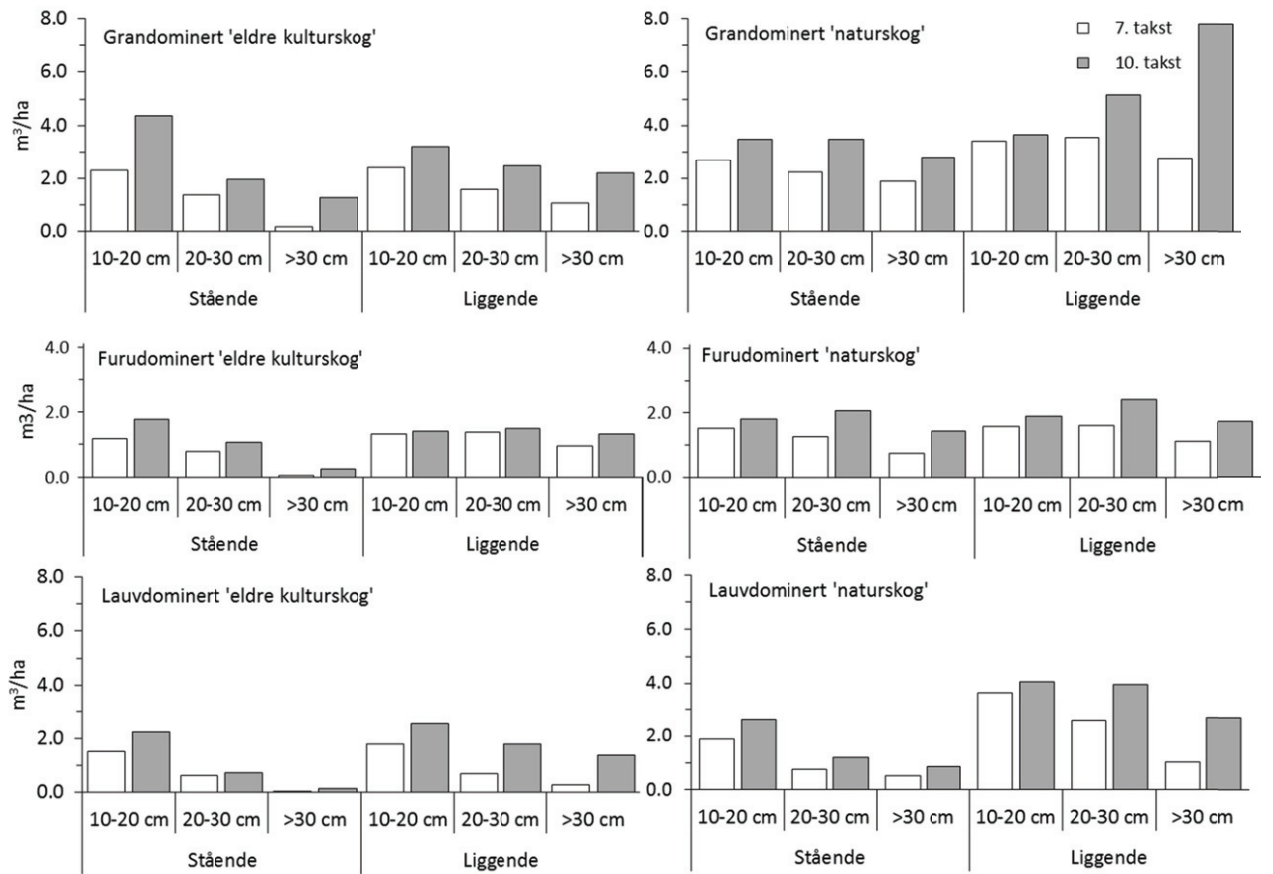 Grandominert 'eldre kulturskog'
m³/ha
8.0
6.0
4.0
2.0
0.0
10-20 cm 20-30 cm >30 cm 10-20 cm 20-30 cm >30 cm
Stående Liggende
Grandominert 'naturskog'
7. takst
10. takst
8.0
6.0
4.0
2.0
0.0
10-20 cm 20-30 cm >30 cm 10-20 cm 20-30 cm >30 cm
Stående Liggende
Furudominert 'eldre kulturskog'
m3/ha
4.0
2.0
0.0
10-20 cm 20-30 cm >30 cm 10-20 cm 20-30 cm >30 cm
Stående Liggende
Furudominert 'naturskog'
4.0
2.0
0.0
10-20 cm 20-30 cm >30 cm 10-20 cm 20-30 cm >30 cm
Stående Liggende
Lauvdominert 'eldre kulturskog'
m³/ha
8.0
6.0
4.0
2.0
0.0
10-20 cm 20-30 cm >30 cm 10-20 cm 20-30 cm >30 cm
Stående Liggende
Lauvdominert 'naturskog'
8.0
6.0
4.0
2.0
0.0
10-20 cm 20-30 cm >30 cm 10-20 cm 20-30 cm >30 cm
Stående Liggende